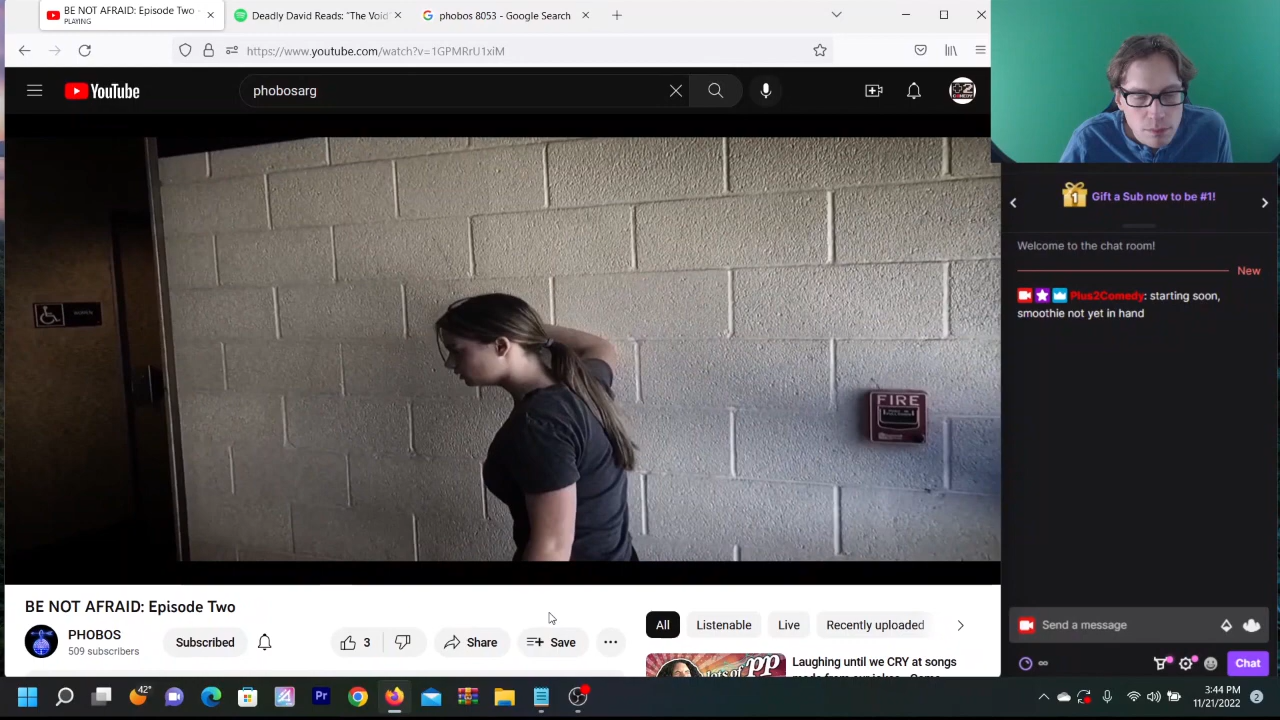 BE NOT AFRAID: Episode Two -
PLAYING
Deadly David Reads: "The Void"
phobos 8053 - Google Search
https://www.youtube.com/watch?v=1GPMRrU1xiM
YouTube
phobosarg
Gift a Sub now to be #1!
Welcome to the chat room!
New
Plus2Comedy: starting soon,
smoothie not yet in hand
WOMEN
FIRE
BE NOT AFRAID: Episode Two
PHOBOS
509 subscribers
Subscribed
3
Share
Save
All
Listenable
Live
Recently uploaded
Laughing until we CRY at songs
Send a message
Chat
42°
3:44 PM
11/21/2022
2